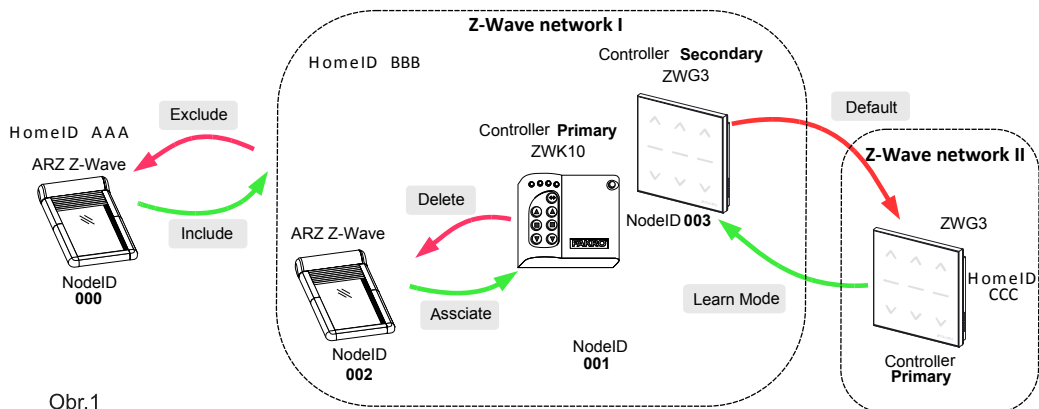 Z-Wave network I
HomeID BBB
Controller Secondary
ZWG3
Exclude
Default
HomeID AAA
Controller Primary
ZWK10
Z-Wave network II
ARZ Z-Wave
Delete
ZWG3
NodeID 003
Include
ARZ Z-Wave
FAKRO
HomeID
CCC
NodeID
000
Assciate
Learn Mode
NodeID
002
NodeID
001
Controller
Primary
Obr.1